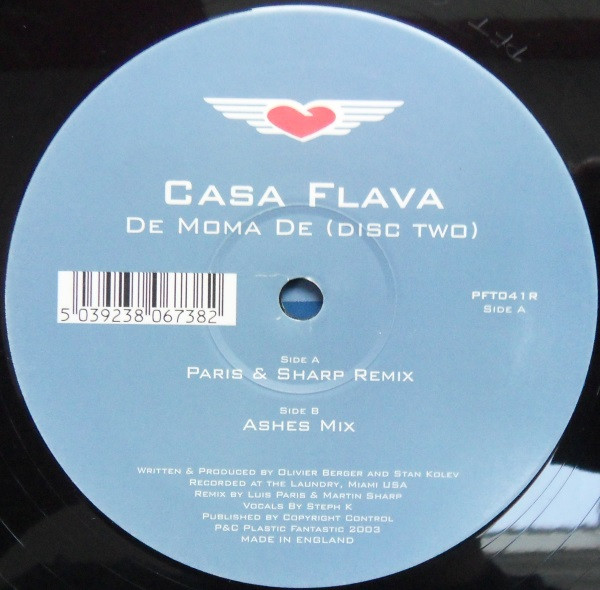 PFT
CASA FLAVA
DE MOMA DE (DISC TWO)
5 039238 067382
PFT041R
SIDE A
SIDE A
PARIS & SHARP REMIX
SIDE B
ASHES MIX
WRITTEN & PRODUCED BY OLIVIER BERGER AND STAN KOLEV
RECORDED AT THE LAUNDRY, MIAMI USA
REMIX BY LUIS PARIS & MARTIN SHARP
VOCALS BY STEPH K
PUBLISHED BY COPYRIGHT CONTROL
P&C PLASTIC FANTASTIC 2003
MADE IN ENGLAND